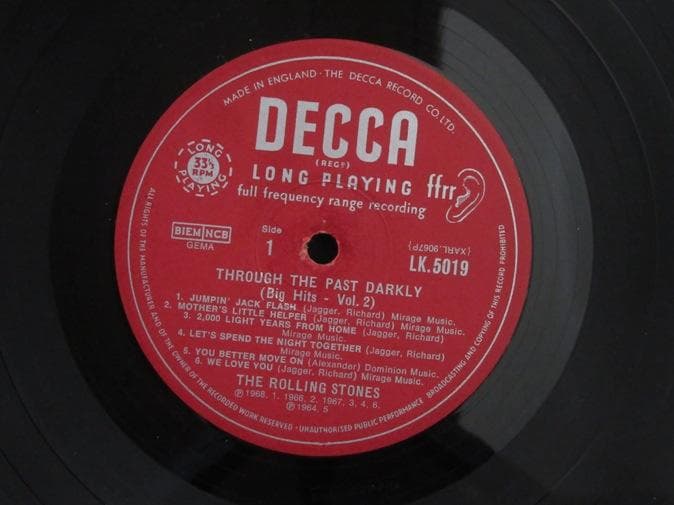 MADE IN ENGLAND · THE DECCA RECORD CO. LTD.
DECCA
(REGD)
LONG PLAYING ffrr
full frequency range recording
LONG 33⅓ RPM PLAYING
BIEM NCB
GEMA
Side
1
(XARL.9067P)
LK.5019
THROUGH THE PAST DARKLY
(Big Hits - Vol. 2)
1. JUMPIN' JACK FLASH (Jagger, Richard) Mirage Music.
2. MOTHER'S LITTLE HELPER (Jagger, Richard) Mirage Music.
3. 2,000 LIGHT YEARS FROM HOME (Jagger, Richard)
Mirage Music.
4. LET'S SPEND THE NIGHT TOGETHER (Jagger, Richard)
Mirage Music.
5. YOU BETTER MOVE ON (Alexander) Dominion Music.
6. WE LOVE YOU (Jagger, Richard) Mirage Music.
THE ROLLING STONES
℗ 1968, 1. 1966, 2. 1967, 3, 4, 6.
℗ 1964, 5
ALL RIGHTS OF THE MANUFACTURER AND OF THE OWNER OF THE RECORDED WORK RESERVED · UNAUTHORISED PUBLIC PERFORMANCE BROADCASTING AND COPYING OF THIS RECORD PROHIBITED